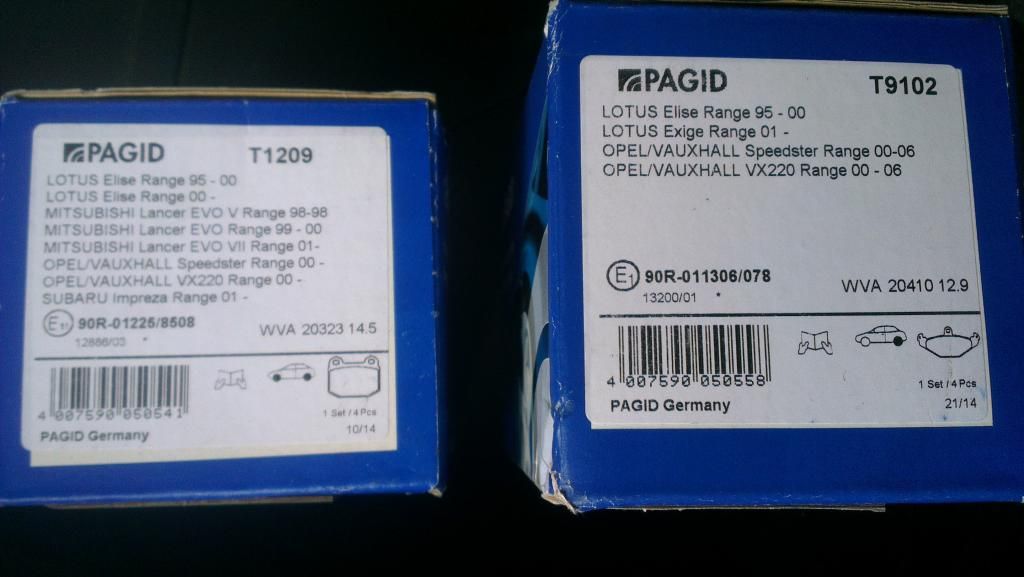 PAGID T1209
LOTUS Elise Range 95 - 00
LOTUS Elise Range 00 -
MITSUBISHI Lancer EVO V Range 98-98
MITSUBISHI Lancer EVO Range 99 - 00
MITSUBISHI Lancer EVO VII Range 01-
OPEL/VAUXHALL Speedster Range 00 -
OPEL/VAUXHALL VX220 Range 00 -
SUBARU Impreza Range 01 -
E11 90R-01225/8508
12886/03 *
WVA 20323 14.5
4 007590 050541
1 Set / 4 Pcs
PAGID Germany
10/14
PAGID T9102
LOTUS Elise Range 95 - 00
LOTUS Exige Range 01 -
OPEL/VAUXHALL Speedster Range 00-06
OPEL/VAUXHALL VX220 Range 00 - 06
E1 90R-011306/078
13200/01 *
WVA 20410 12.9
4 007590 050558
1 Set / 4 Pcs
PAGID Germany
21/14